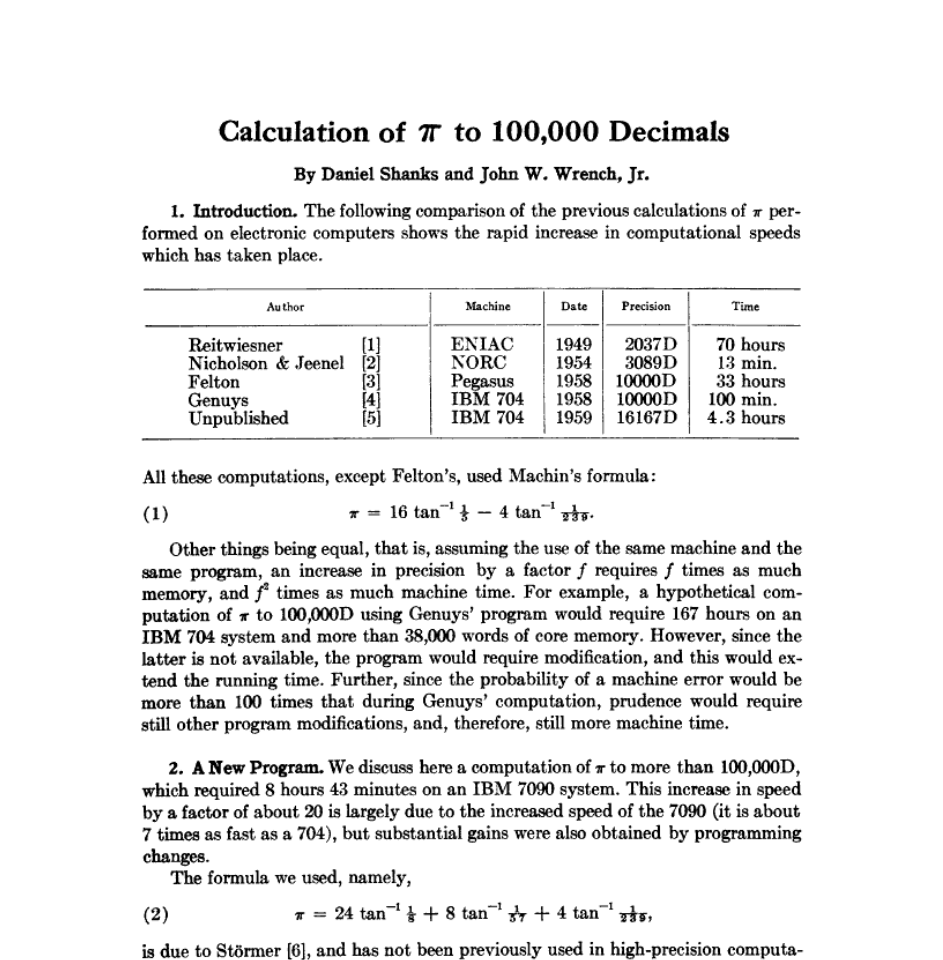 Calculation of π to 100,000 Decimals
By Daniel Shanks and John W. Wrench, Jr.
1. Introduction. The following comparison of the previous calculations of π per-
formed on electronic computers shows the rapid increase in computational speeds
which has taken place.
Author Machine Date Precision Time
Reitwiesner [1] ENIAC 1949 2037D 70 hours
Nicholson & Jeenel [2] NORC 1954 3089D 13 min.
Felton [3] Pegasus 1958 10000D 33 hours
Genuys [4] IBM 704 1958 10000D 100 min.
Unpublished [5] IBM 704 1959 16167D 4.3 hours
All these computations, except Felton's, used Machin's formula:
(1) π = 16 tan⁻¹ 1/5 − 4 tan⁻¹ 1/239.
Other things being equal, that is, assuming the use of the same machine and the
same program, an increase in precision by a factor f requires f times as much
memory, and f² times as much machine time. For example, a hypothetical com-
putation of π to 100,000D using Genuys' program would require 167 hours on an
IBM 704 system and more than 38,000 words of core memory. However, since the
latter is not available, the program would require modification, and this would ex-
tend the running time. Further, since the probability of a machine error would be
more than 100 times that during Genuys' computation, prudence would require
still other program modifications, and, therefore, still more machine time.
2. A New Program. We discuss here a computation of π to more than 100,000D,
which required 8 hours 43 minutes on an IBM 7090 system. This increase in speed
by a factor of about 20 is largely due to the increased speed of the 7090 (it is about
7 times as fast as a 704), but substantial gains were also obtained by programming
changes.
The formula we used, namely,
(2) π = 24 tan⁻¹ 1/8 + 8 tan⁻¹ 1/57 + 4 tan⁻¹ 1/239,
is due to Störmer [6], and has not been previously used in high-precision computa-